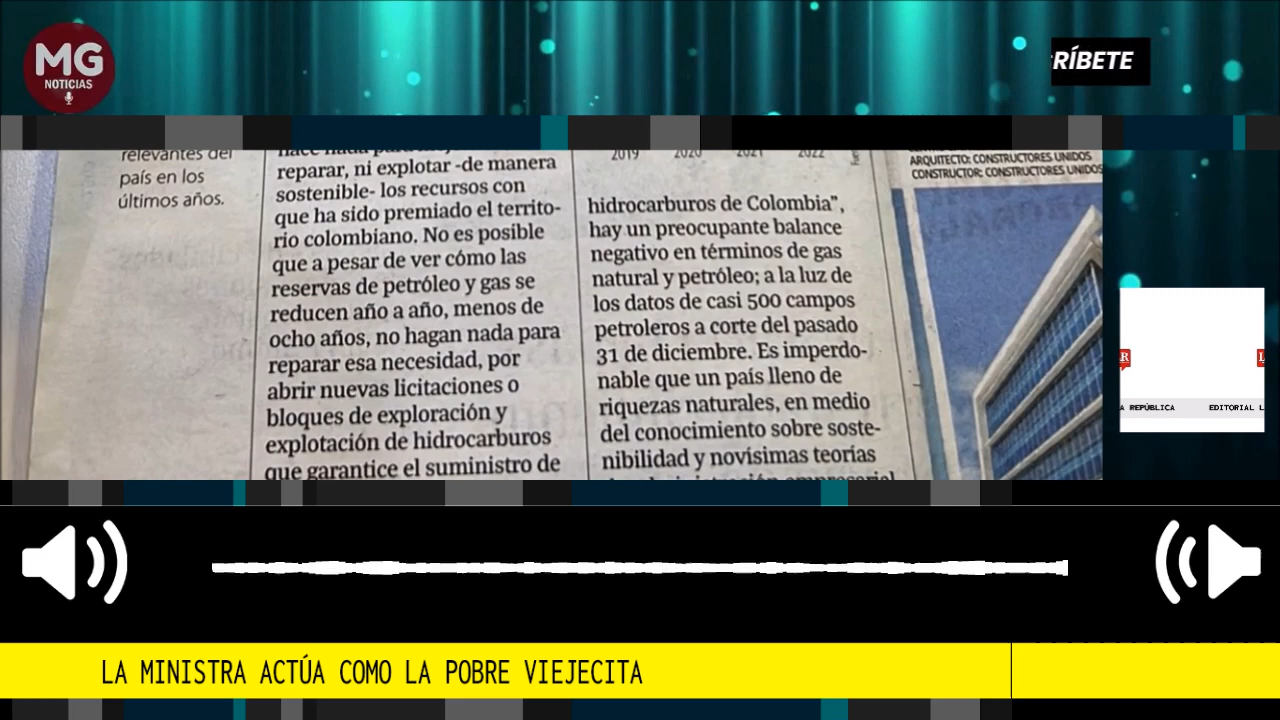 MG
NOTICIAS
RÍBETE
relevantes del
país en los
últimos años.
reparar, ni explotar -de manera
sostenible- los recursos con
que ha sido premiado el territo-
rio colombiano. No es posible
que a pesar de ver cómo las
reservas de petróleo y gas se
reducen año a año, menos de
ocho años, no hagan nada para
reparar esa necesidad, por
abrir nuevas licitaciones o
bloques de exploración y
explotación de hidrocarburos
que garantice el suministro de
2019 2020 2021 2022
hidrocarburos de Colombia”,
hay un preocupante balance
negativo en términos de gas
natural y petróleo; a la luz de
los datos de casi 500 campos
petroleros a corte del pasado
31 de diciembre. Es imperdo-
nable que un país lleno de
riquezas naturales, en medio
del conocimiento sobre soste-
nibilidad y novísimas teorías
ARQUITECTO: CONSTRUCTORES UNIDOS
CONSTRUCTOR: CONSTRUCTORES UNIDOS
R L
A REPÚBLICA EDITORIAL L
LA MINISTRA ACTÚA COMO LA POBRE VIEJECITA